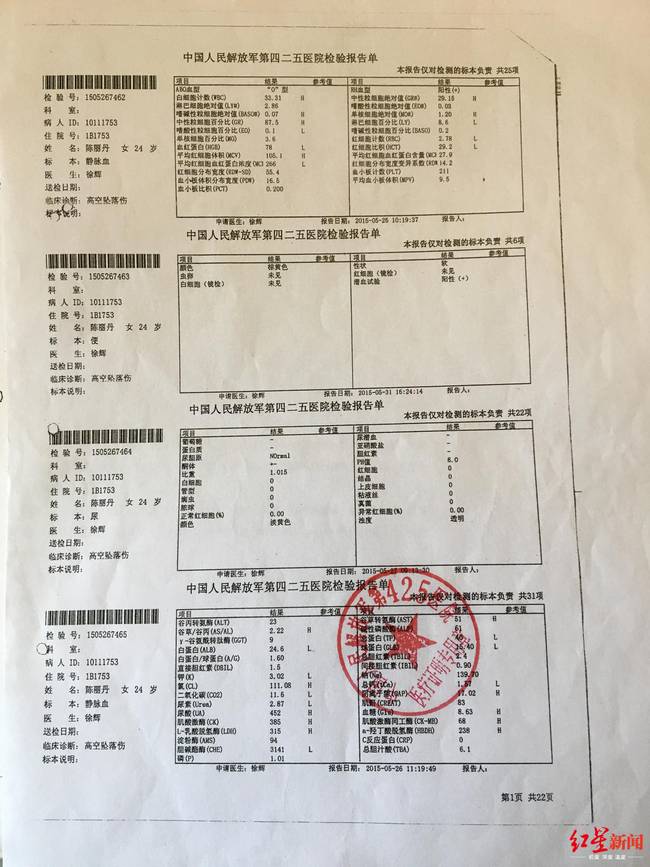 中国人民解放军第四二五医院检验报告单
本报告仅对检测的标本负责 共25项
检 验 号: 1505267462
科 室:
病 人 ID: 10111753
住 院 号: 1B1753
姓 名: 陈丽丹 女 24 岁
标 本: 静脉血
医 生: 徐辉
送检日期:
临床诊断: 高空坠落伤
标本说明:
项目 结果 参考值 项目 结果 参考值
ABO血型 "O" 型 RH血型 阳性(+)
白细胞计数(WBC) 33.31 H 中性粒细胞绝对值(GR#) 29.15 H
淋巴细胞绝对值(LY#) 2.86 嗜酸性粒细胞绝对值(EO#) 0.03
嗜碱性粒细胞绝对值(BASO#) 0.07 H 单核细胞绝对值(MO#) 1.20 H
中性粒细胞百分比(GR) 87.5 H 淋巴细胞百分比(LY) 8.6 L
嗜酸性粒细胞百分比(EO) 0.1 L 嗜碱性粒细胞百分比(BASO) 0.2
单核细胞百分比(MO) 3.6 红细胞计数(RBC) 2.78 L
血红蛋白(HGB) 78 L 红细胞比积(HCT) 29.2 L
平均红细胞体积(MCV) 105.1 H 平均红细胞血红蛋白含量(MCH 27.9
平均红细胞血红蛋白浓度(MC 266 L 红细胞分布宽度变异系数(RDW 14.2
红细胞分布宽度(RDW-SD) 55.4 血小板计数(PLT) 211
血小板体积分布宽度(PDW) 16.5 平均血小板体积(MPV) 9.5
血小板比积(PCT) 0.200
申请医生: 徐辉 报告日期: 2015-05-26 10:19:37 报告人:
中国人民解放军第四二五医院检验报告单
本报告仅对检测的标本负责 共6项
检 验 号: 1505267463
科 室:
病 人 ID: 10111753
住 院 号: 1B1753
姓 名: 陈丽丹 女 24 岁
标 本: 便
医 生: 徐辉
送检日期:
临床诊断: 高空坠落伤
标本说明:
项目 结果 参考值 项目 结果 参考值
颜色 棕黄色 性状 软
虫卵 未见 红细胞(镜检) 未见
白细胞(镜检) 未见 潜血试验 阳性(+)
申请医生: 徐辉 报告日期: 2015-05-31 16:24:14 报告人:
中国人民解放军第四二五医院检验报告单
本报告仅对检测的标本负责 共22项
检 验 号: 1505267464
科 室:
病 人 ID: 10111753
住 院 号: 1B1753
姓 名: 陈丽丹 女 24 岁
标 本: 尿
医 生: 徐辉
送检日期:
临床诊断: 高空坠落伤
标本说明:
项目 结果 参考值 项目 结果 参考值
葡萄糖 - 尿潜血 -
蛋白质 - 亚硝酸盐 -
尿胆原 NOrmal 胆红素 -
酮体 +- PH值 6.0
比重 1.015 红细胞 0
白细胞 0 结晶 0
管型 0 上皮细胞 0
滴虫 0 粘液丝 0
脓球 0 真菌 0
正常红细胞(%) 0.00 异常红细胞(%) 0.00
颜色 淡黄色 浊度 透明
申请医生: 徐辉 报告人:
中国人民解放军第四二五医院检验报告单
本报告仅对检测的标本负责 共31项
检 验 号: 1505267465
科 室:
病 人 ID: 10111753
住 院 号: 1B1753
姓 名: 陈丽丹 女 24 岁
标 本: 静脉血
医 生: 徐辉
送检日期:
临床诊断: 高空坠落伤
标本说明:
项目 结果 参考值 结果 参考值
谷丙转氨酶(ALT) 23 谷草转氨酶(AST) 51 H
谷草/谷丙(AS/AL) 2.22 H 碱性磷酸酶(ALP) 61
γ-谷氨酰转肽酶(GGT) 9 总蛋白(TP) 40 L
白蛋白(ALB) 24.6 L 球蛋白(GLB) 15.40 L
白蛋白/球蛋白(A/G) 1.60 总胆红素(TBIL) 2.4
直接胆红素(DBIL) 1.5 间接胆红素(IBIL) 0.90
钾(K) 3.02 L 钠(Na) 139.70
氯(CL) 111.08 H 总钙(Ca) 1.57 L
二氧化碳(CO2) 11.6 L 阴离子隙(GAP) 17.02 H
尿素(Urea) 2.87 L 肌酐(CREAT) 83
尿酸(UA) 452 H 血糖(Glu) 8.63 H
肌酸激酶(CK) 385 H 肌酸激酶同工酶(CK-MB) 68 H
L-乳酸脱氢酶(LDH) 315 H a-羟丁酸脱氢酶(HBDH) 238 H
淀粉酶(AMS) 94 C反应蛋白(CRP) 0
胆碱酯酶(CHE) 3141 L 总胆汁酸(TBA) 6.1
磷(P) 1.01
申请医生: 徐辉 报告日期: 2015-05-26 11:19:49 报告人:
第425医院
医疗证明专用章
第1页 共22页
红星新闻